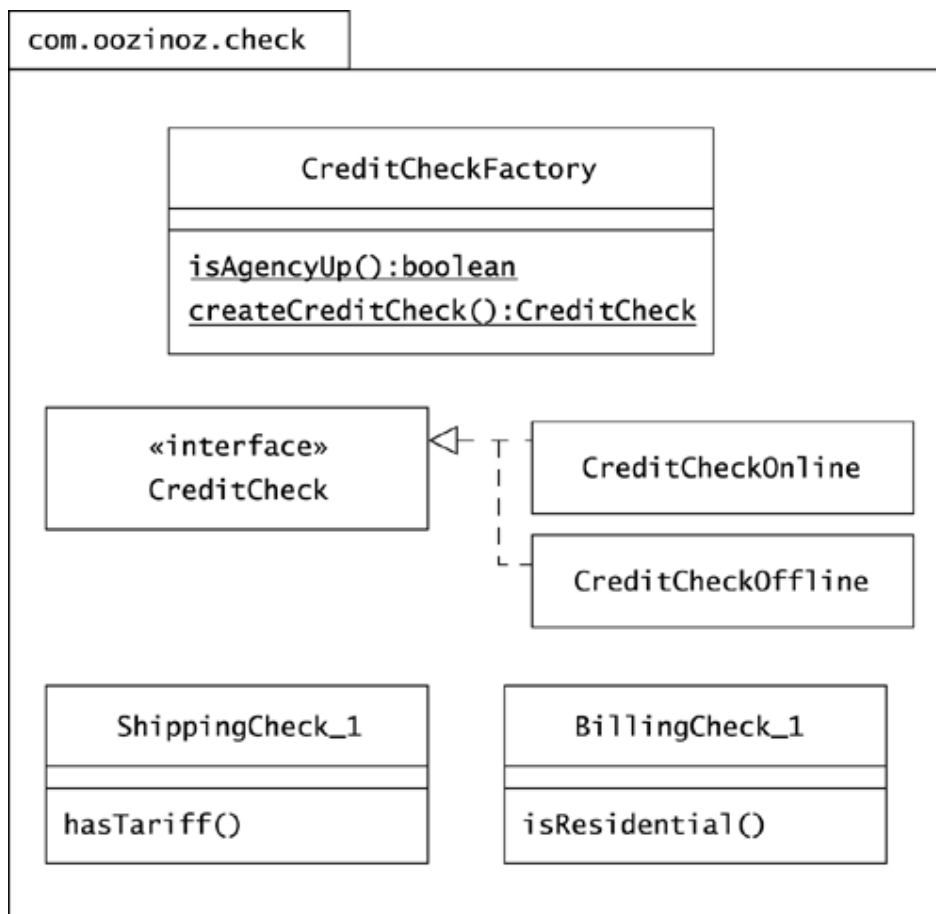 com.oozinoz.check
CreditCheckFactory
isAgencyUp():boolean
createCreditCheck():CreditCheck
«interface»
CreditCheck
CreditCheckOnline
CreditCheckOffline
ShippingCheck_1
hasTariff()
BillingCheck_1
isResidential()